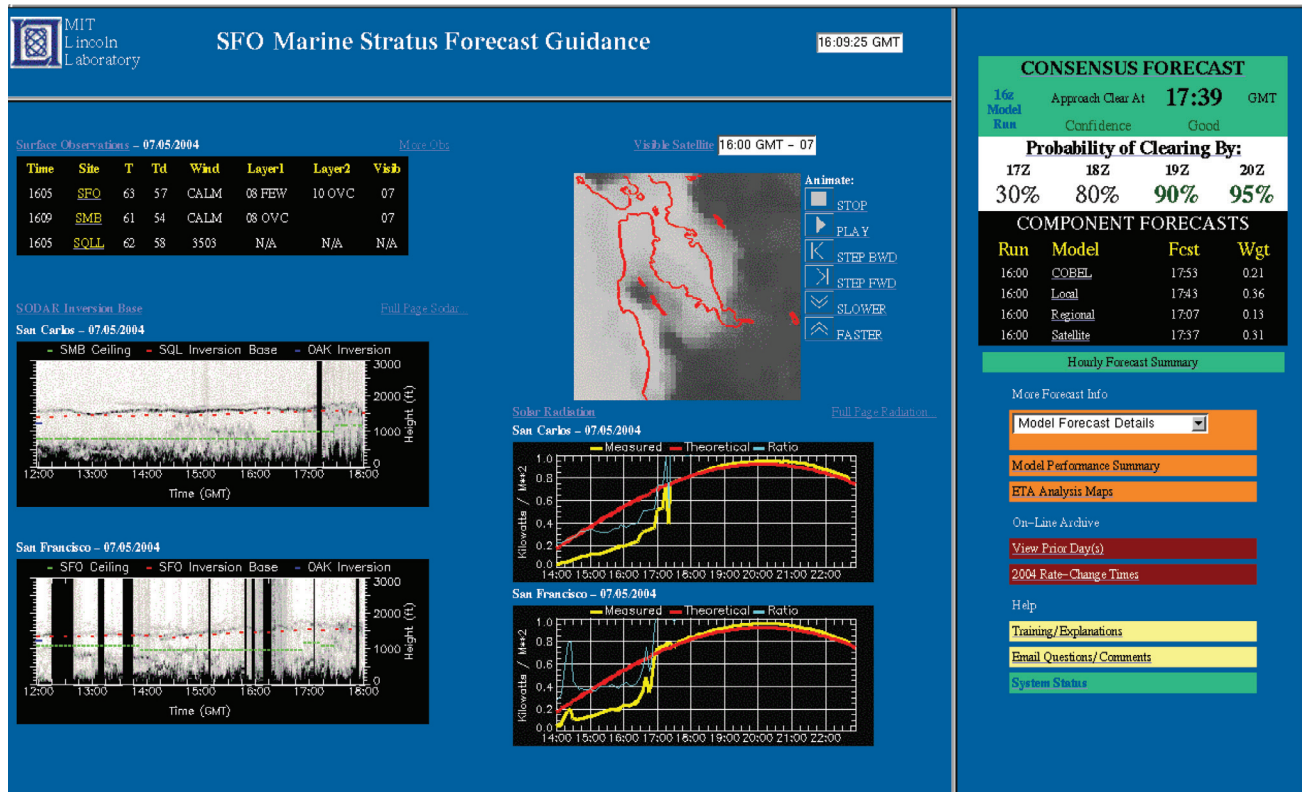 MIT
Lincoln
Laboratory
SFO Marine Stratus Forecast Guidance
16:09:25 GMT
Surface Observations – 07/05/2004
More Obs
Time Site T Td Wind Layer1 Layer2 Visib
1605 SFO 63 57 CALM 08 FEW 10 OVC 07
1609 SMB 61 54 CALM 08 OVC 07
1605 SQLL 62 58 3503 N/A N/A N/A
SODAR Inversion Base
Full Page Sodar
San Carlos – 07/05/2004
SMB Ceiling SQL Inversion Base OAK Inversion
3000
2000
1000
0
Height (ft)
12:00 13:00 14:00 15:00 16:00 17:00 18:00
Time (GMT)
San Francisco – 07/05/2004
SFO Ceiling SFO Inversion Base OAK Inversion
3000
2000
1000
0
Height (ft)
12:00 13:00 14:00 15:00 16:00 17:00 18:00
Time (GMT)
Visible Satellite 16:00 GMT – 07
Animate:
STOP
PLAY
STEP BWD
STEP FWD
SLOWER
FASTER
Solar Radiation
Full Page Radiation
San Carlos – 07/05/2004
Measured Theoretical Ratio
1.0
0.8
0.6
0.4
0.2
0.0
Kilowatts / M**2
14:00 15:00 16:00 17:00 18:00 19:00 20:00 21:00 22:00
San Francisco – 07/05/2004
Measured Theoretical Ratio
1.0
0.8
0.6
0.4
0.2
0.0
Kilowatts / M**2
14:00 15:00 16:00 17:00 18:00 19:00 20:00 21:00 22:00
CONSENSUS FORECAST
16z
Model
Run
Approach Clear At 17:39 GMT
Confidence Good
Probability of Clearing By:
17Z 18Z 19Z 20Z
30% 80% 90% 95%
COMPONENT FORECASTS
Run Model Fcst Wgt
16:00 COBEL 17:53 0.21
16:00 Local 17:43 0.36
16:00 Regional 17:07 0.13
16:00 Satellite 17:37 0.31
Hourly Forecast Summary
More Forecast Info
Model Forecast Details
Model Performance Summary
ETA Analysis Maps
On-Line Archive
View Prior Day(s)
2004 Rate-Change Times
Help
Training/Explanations
Email Questions/Comments
System Status